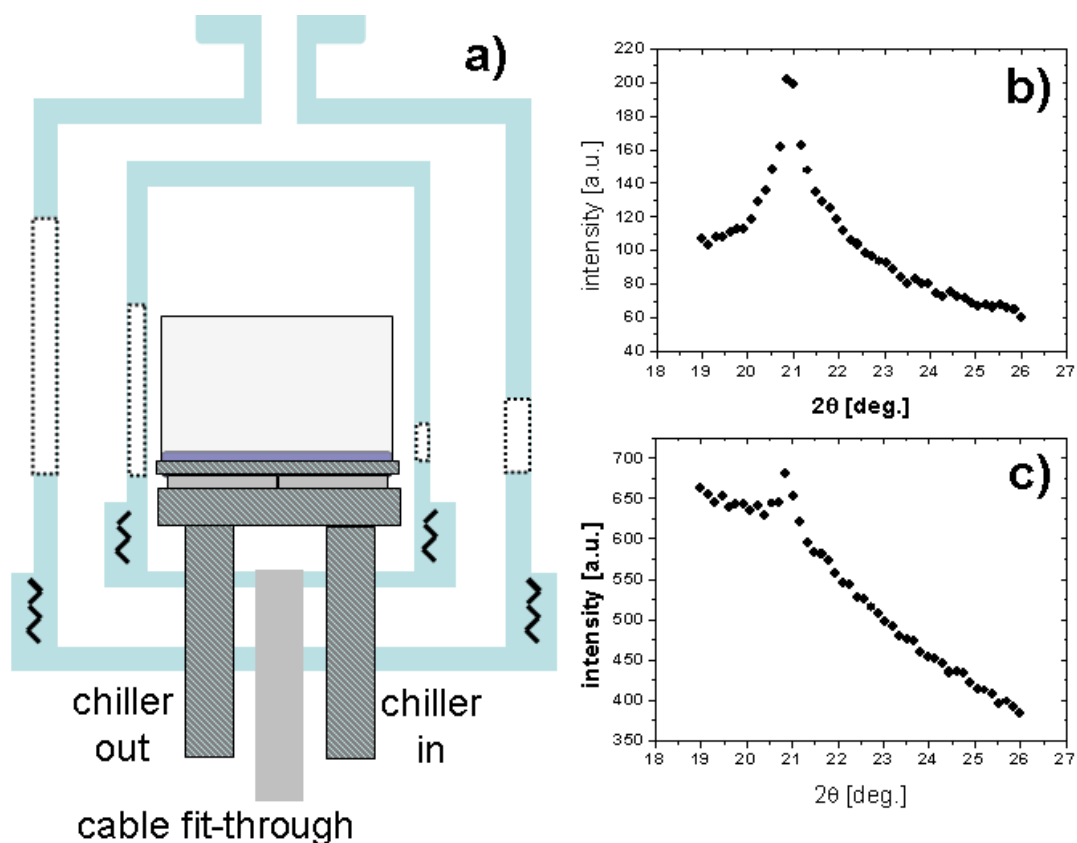 a)
chiller
out
chiller
in
cable fit-through
b)
intensity [a.u.]
220
200
180
160
140
120
100
80
60
40
18 19 20 21 22 23 24 25 26 27
2θ [deg.]
c)
intensity [a.u.]
700
650
600
550
500
450
400
350
18 19 20 21 22 23 24 25 26 27
2θ [deg.]